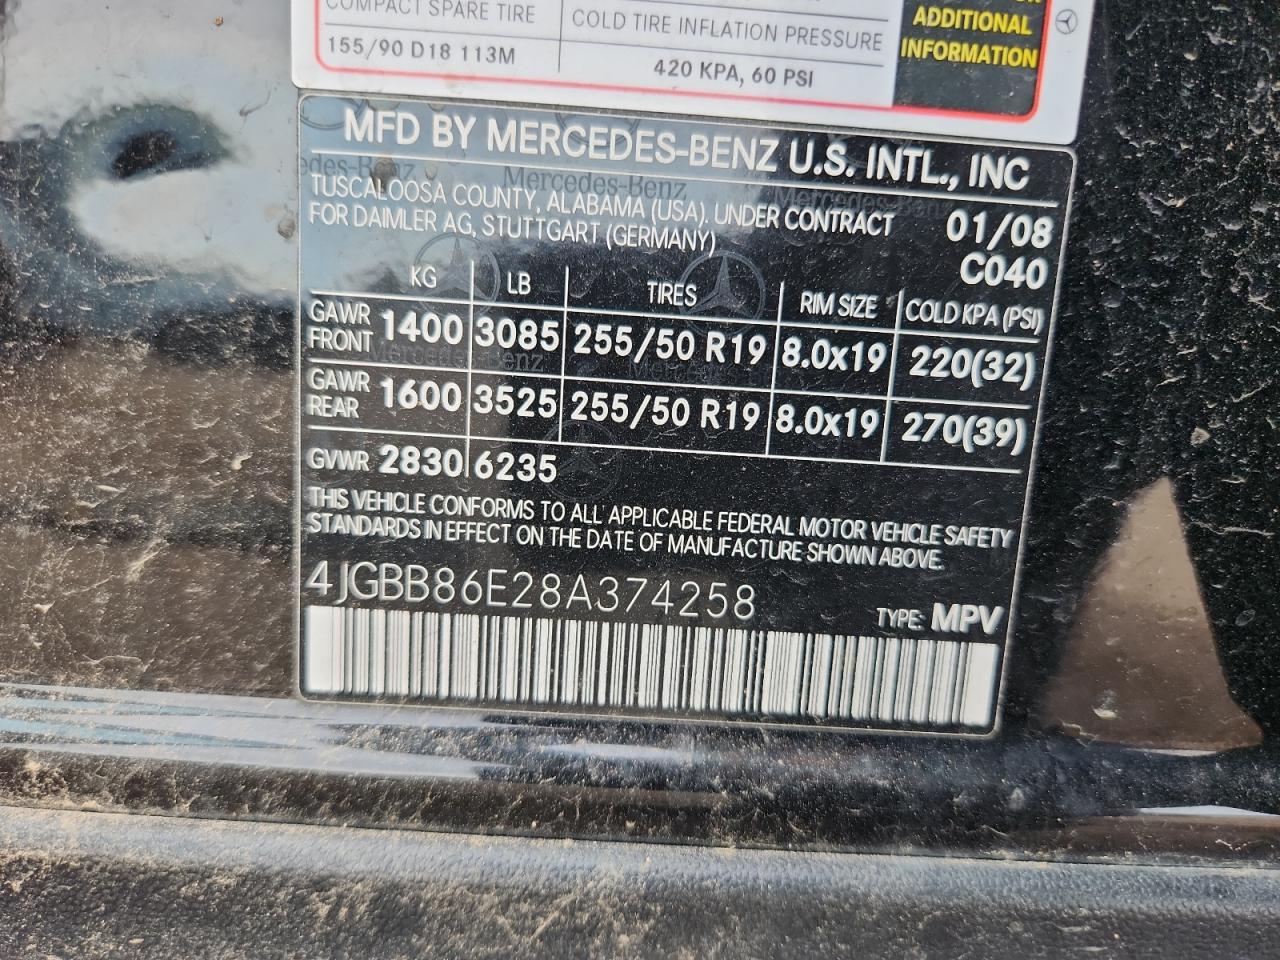 COMPACT SPARE TIRE
COLD TIRE INFLATION PRESSURE
155/90 D18 113M
420 KPA, 60 PSI
ADDITIONAL
INFORMATION
MFD BY MERCEDES-BENZ U.S. INTL., INC
TUSCALOOSA COUNTY, ALABAMA (USA). UNDER CONTRACT
FOR DAIMLER AG, STUTTGART (GERMANY)
01/08
C040
KG LB TIRES RIM SIZE COLD KPA (PSI)
GAWR FRONT 1400 3085 255/50 R19 8.0x19 220(32)
GAWR REAR 1600 3525 255/50 R19 8.0x19 270(39)
GVWR 2830 6235
THIS VEHICLE CONFORMS TO ALL APPLICABLE FEDERAL MOTOR VEHICLE SAFETY
STANDARDS IN EFFECT ON THE DATE OF MANUFACTURE SHOWN ABOVE.
4JGBB86E28A374258
TYPE: MPV